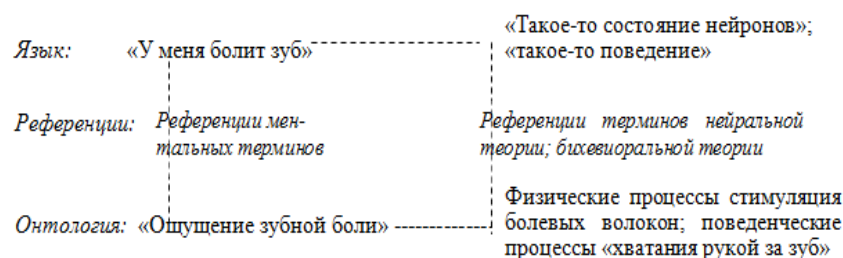 «Такое-то состояние нейронов»;
Язык: «У меня болит зуб» «такое-то поведение»
Референции: Референции мен-
тальных терминов
Референции терминов нейральной
теории; бихевиоральной теории
Физические процессы стимуляции
Онтология: «Ощущение зубной боли» болевых волокон; поведенческие
процессы «хватания рукой за зуб»